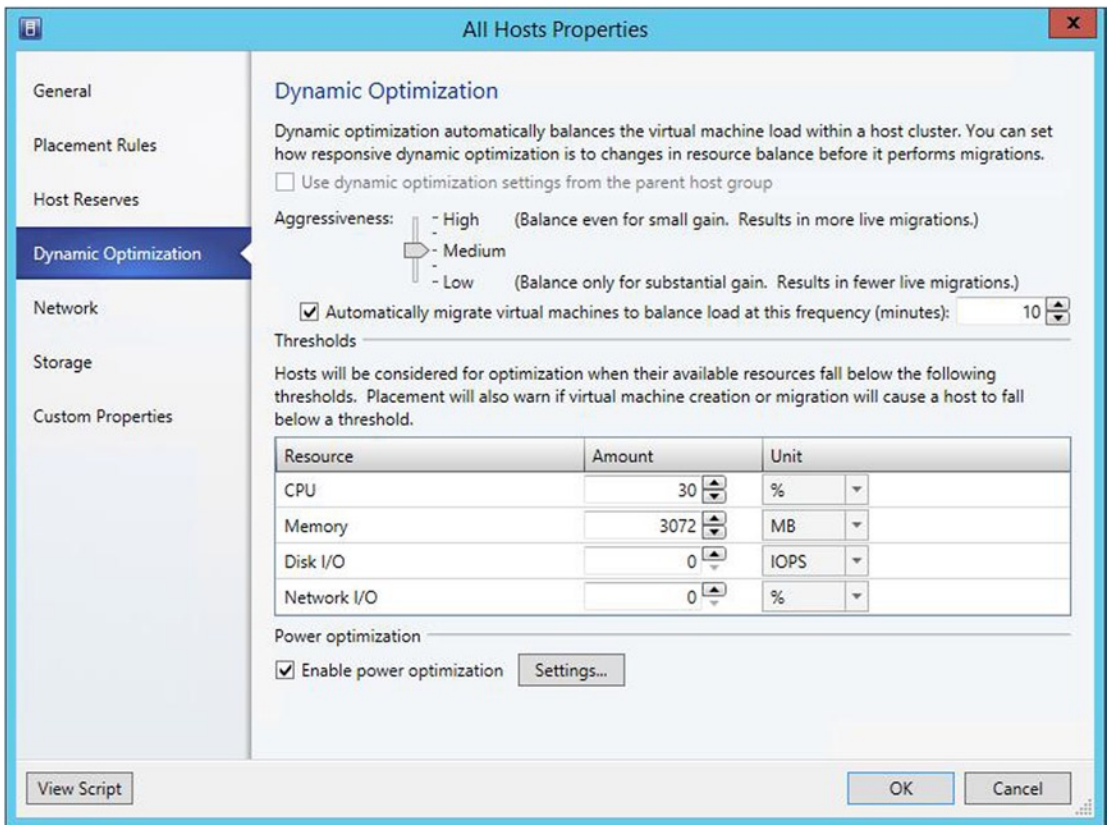 All Hosts Properties
x
General
Placement Rules
Host Reserves
Dynamic Optimization
Network
Storage
Custom Properties
Dynamic Optimization
Dynamic optimization automatically balances the virtual machine load within a host cluster. You can set
how responsive dynamic optimization is to changes in resource balance before it performs migrations.
Use dynamic optimization settings from the parent host group
Aggressiveness:
- High (Balance even for small gain. Results in more live migrations.)
- Medium
- Low (Balance only for substantial gain. Results in fewer live migrations.)
Automatically migrate virtual machines to balance load at this frequency (minutes): 10
Thresholds
Hosts will be considered for optimization when their available resources fall below the following
thresholds. Placement will also warn if virtual machine creation or migration will cause a host to fall
below a threshold.
Resource Amount Unit
CPU 30 %
Memory 3072 MB
Disk I/O 0 IOPS
Network I/O 0 %
Power optimization
Enable power optimization Settings...
View Script OK Cancel